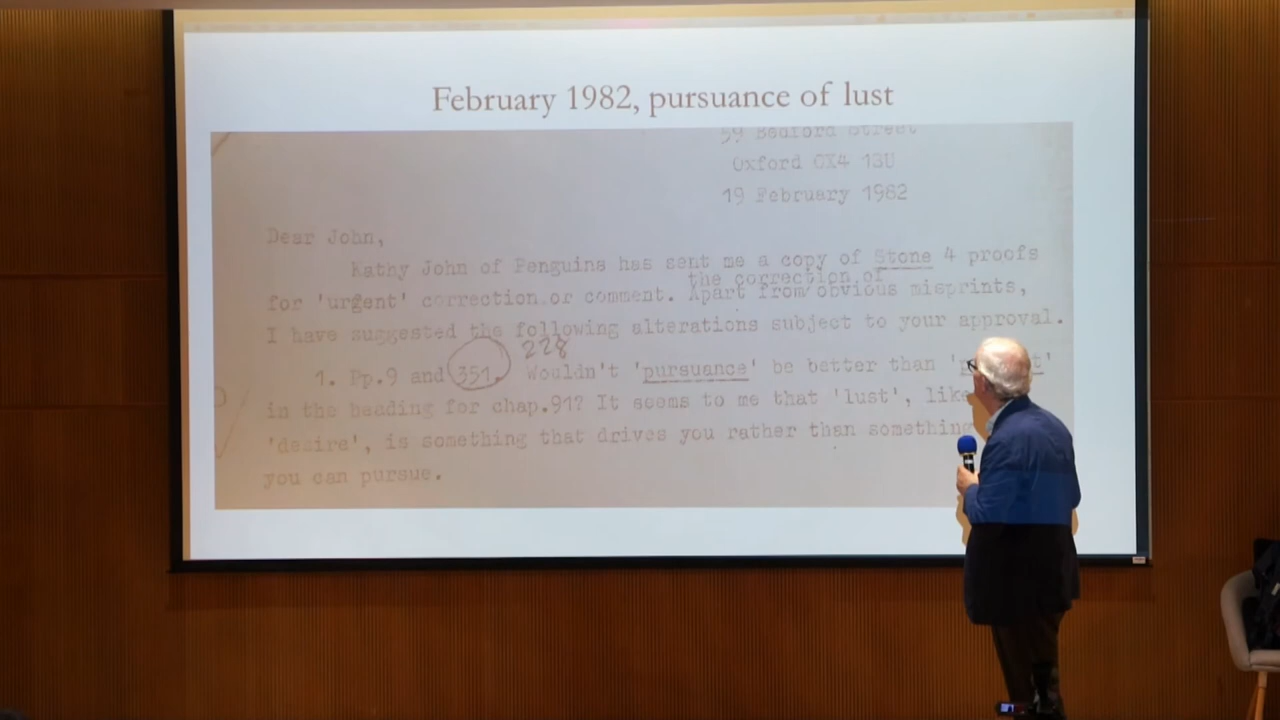 February 1982, pursuance of lust
59 Bedford Street
Oxford OX4 1SU
19 February 1982
Dear John,
Kathy John of Penguins has sent me a copy of Stone 4 proofs
the correction of
for 'urgent' correction or comment. Apart from obvious misprints,
I have suggested the following alterations subject to your approval.
228
1. Pp.9 and 351. Wouldn't 'pursuance' be better than
in the heading for chap.91? It seems to me that 'lust', like
'desire', is something that drives you rather than something
you can pursue.